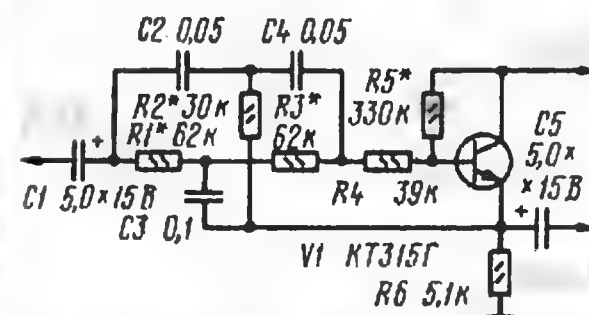 C2 0,05 C4 0,05
R5*
330к
R2* 30к R3*
R1* 62к 62к
C5
5,0×
×15В
+
C1 5,0×15В
R4 39к
+
C3 0,1
V1 КТ315Г
R6 5,1к